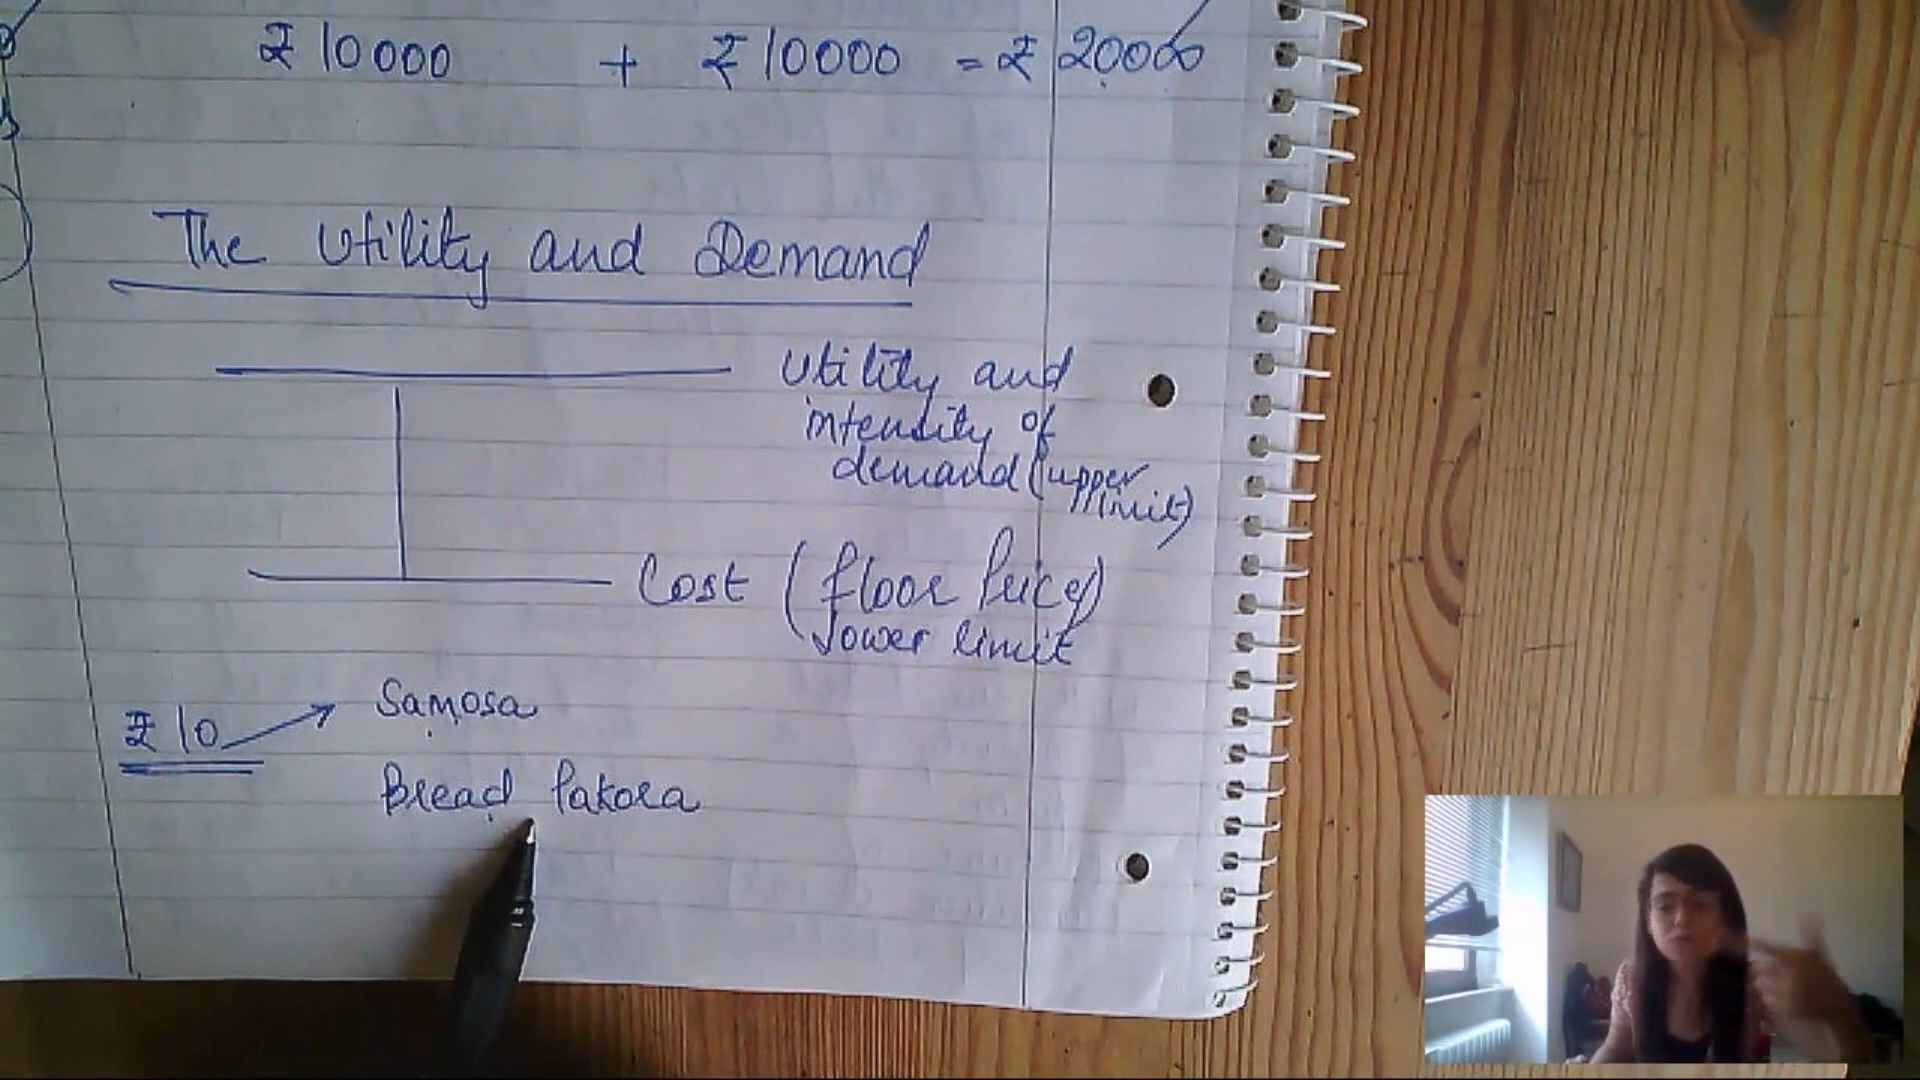 ₹ 10000 + ₹ 10000 = ₹ 20000
The Utility and Demand
Utility and
intensity of
demand (upper
limit)
Cost (Floor Price)
lower limit
₹ 10 → Samosa
Bread Pakora